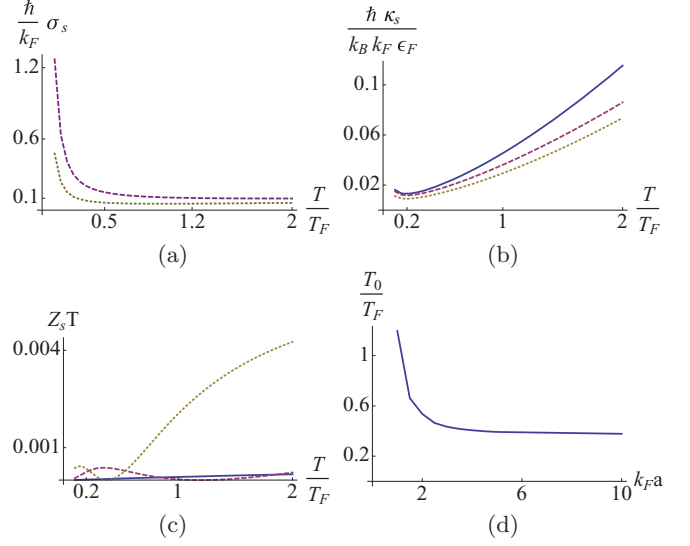 ħ/k_F σ_s
1.2
0.6
0.1
0.5 1.2 2
T/T_F
(a)
ħ κ_s/k_B k_F ϵ_F
0.1
0.06
0.02
0.2 1 2
T/T_F
(b)
Z_sT
0.004
0.001
0.2 1 2
T/T_F
(c)
T_0/T_F
1
0.6
0.2
2 6 10
k_Fa
(d)